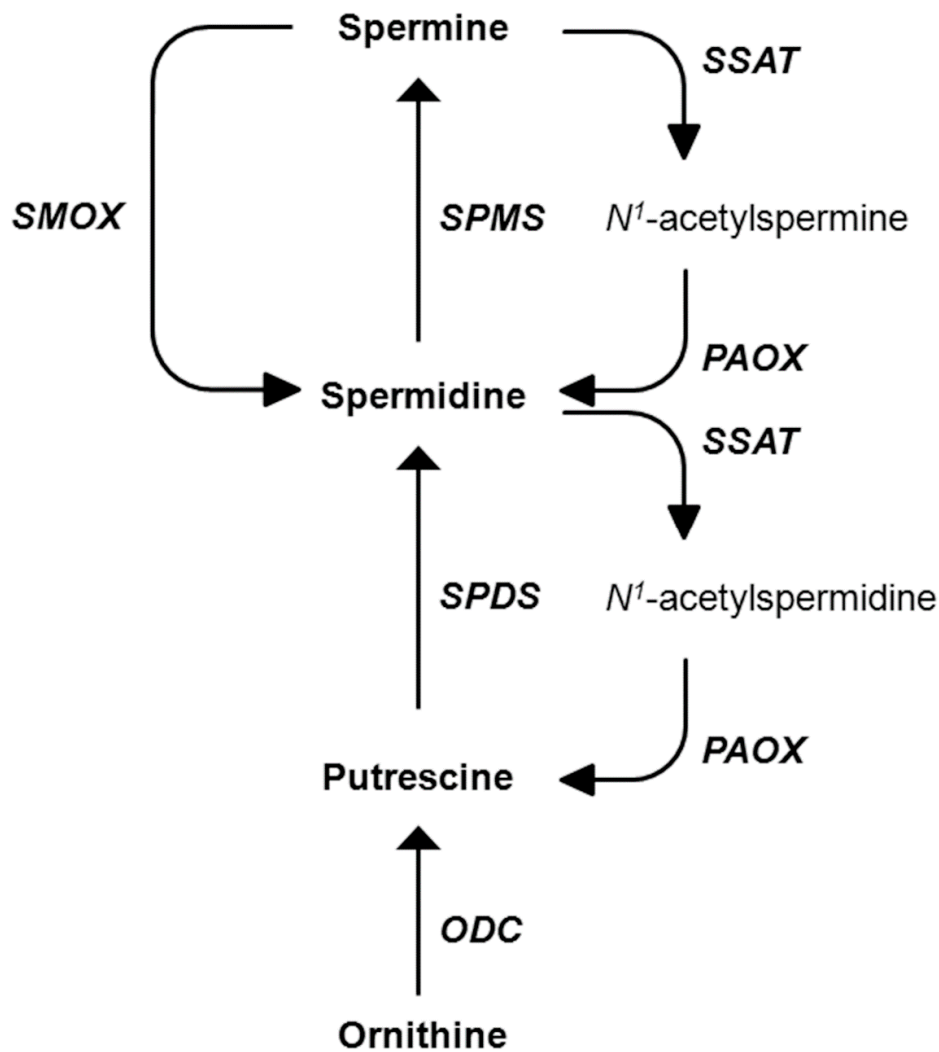 Spermine
SSAT
SMOX
SPMS
N¹-acetylspermine
PAOX
Spermidine
SSAT
SPDS
N¹-acetylspermidine
PAOX
Putrescine
ODC
Ornithine